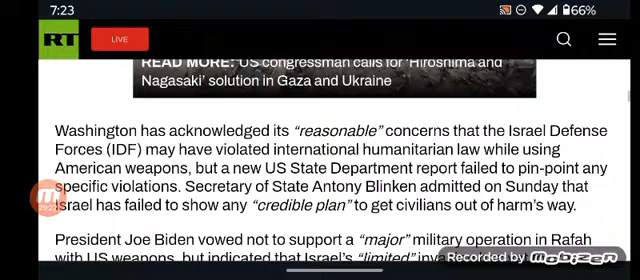 7:23
66%
RT
LIVE
READ MORE: US congressman calls for 'Hiroshima and
Nagasaki' solution in Gaza and Ukraine
Washington has acknowledged its "reasonable" concerns that the Israel Defense
Forces (IDF) may have violated international humanitarian law while using
American weapons, but a new US State Department report failed to pin-point any
specific violations. Secretary of State Antony Blinken admitted on Sunday that
Israel has failed to show any "credible plan" to get civilians out of harm's way.
29:22
President Joe Biden vowed not to support a "major" military operation in Rafah
with US weapons, but indicated that Israel's "limited"
Recorded by mobizen